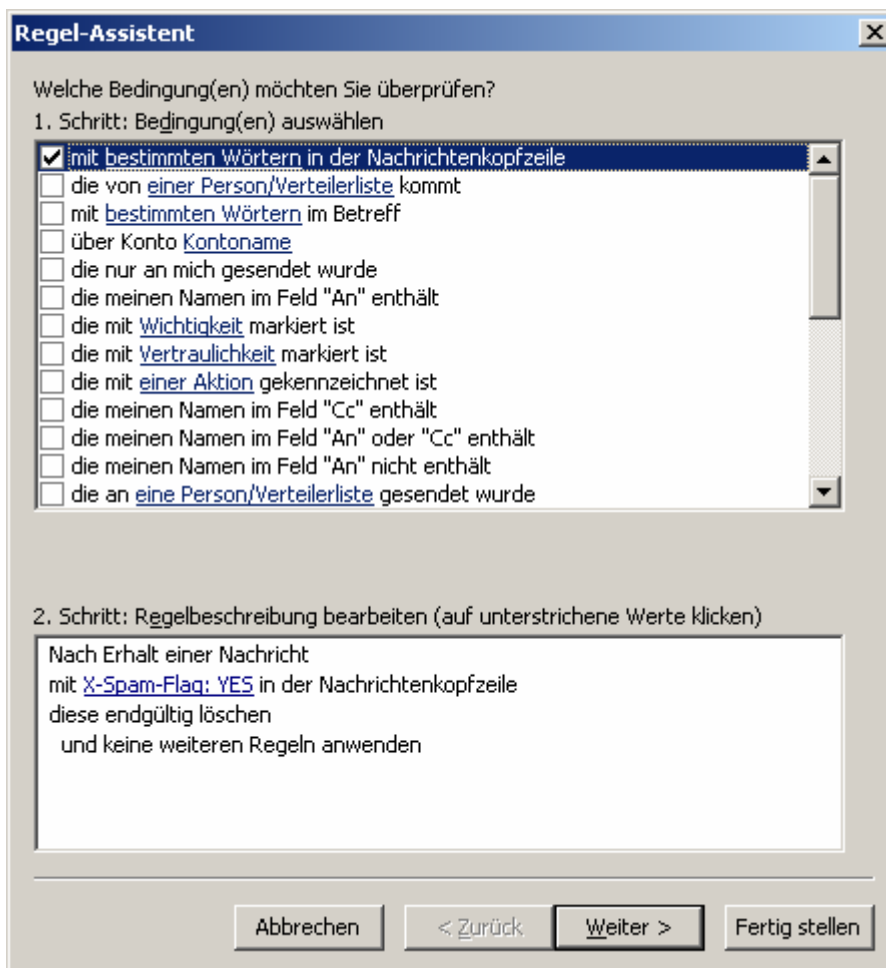 Regel-Assistent
Welche Bedingung(en) möchten Sie überprüfen?
1. Schritt: Bedingung(en) auswählen
mit bestimmten Wörtern in der Nachrichtenkopfzeile
die von einer Person/Verteilerliste kommt
mit bestimmten Wörtern im Betreff
über Konto Kontoname
die nur an mich gesendet wurde
die meinen Namen im Feld "An" enthält
die mit Wichtigkeit markiert ist
die mit Vertraulichkeit markiert ist
die mit einer Aktion gekennzeichnet ist
die meinen Namen im Feld "Cc" enthält
die meinen Namen im Feld "An" oder "Cc" enthält
die meinen Namen im Feld "An" nicht enthält
die an eine Person/Verteilerliste gesendet wurde
2. Schritt: Regelbeschreibung bearbeiten (auf unterstrichene Werte klicken)
Nach Erhalt einer Nachricht
mit X-Spam-Flag: YES in der Nachrichtenkopfzeile
diese endgültig löschen
und keine weiteren Regeln anwenden
Abbrechen < Zurück Weiter > Fertig stellen